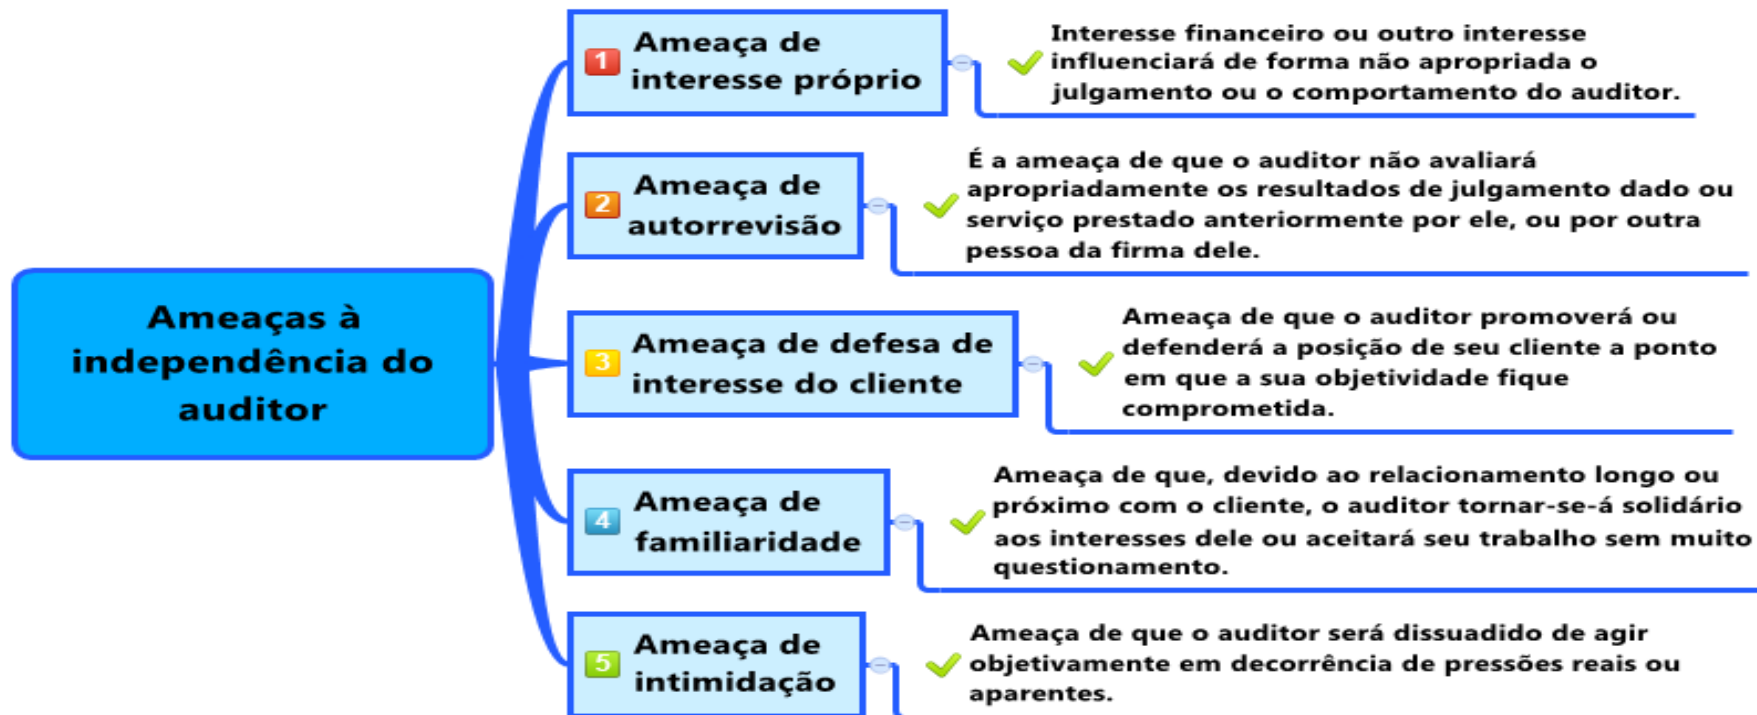 Ameaças à
independência do
auditor
1
Ameaça de
interesse próprio
Interesse financeiro ou outro interesse
influenciará de forma não apropriada o
julgamento ou o comportamento do auditor.
2
Ameaça de
autorrevisão
É a ameaça de que o auditor não avaliará
apropriadamente os resultados de julgamento dado ou
serviço prestado anteriormente por ele, ou por outra
pessoa da firma dele.
3
Ameaça de defesa de
interesse do cliente
Ameaça de que o auditor promoverá ou
defenderá a posição de seu cliente a ponto
em que a sua objetividade fique
comprometida.
4
Ameaça de
familiaridade
Ameaça de que, devido ao relacionamento longo ou
próximo com o cliente, o auditor tornar-se-á solidário
aos interesses dele ou aceitará seu trabalho sem muito
questionamento.
5
Ameaça de
intimidação
Ameaça de que o auditor será dissuadido de agir
objetivamente em decorrência de pressões reais ou
aparentes.